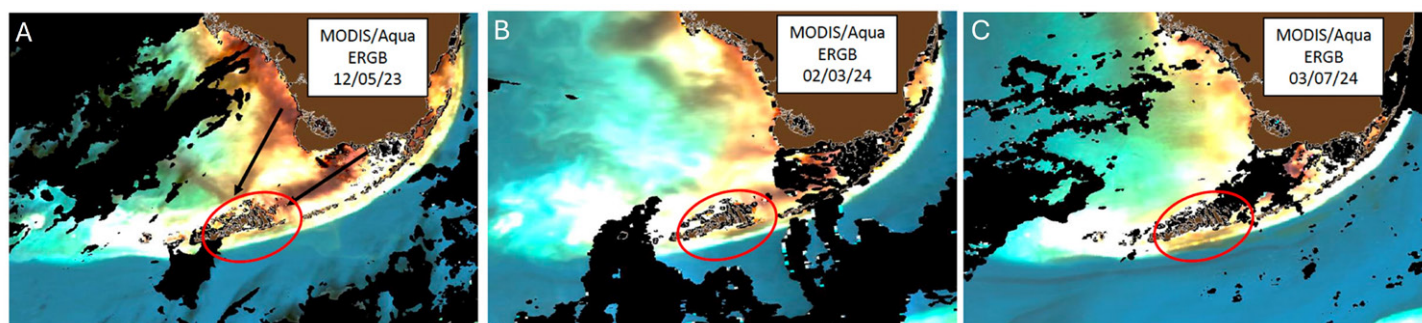 A
MODIS/Aqua
ERGB
12/05/23
B
MODIS/Aqua
ERGB
02/03/24
C
MODIS/Aqua
ERGB
03/07/24